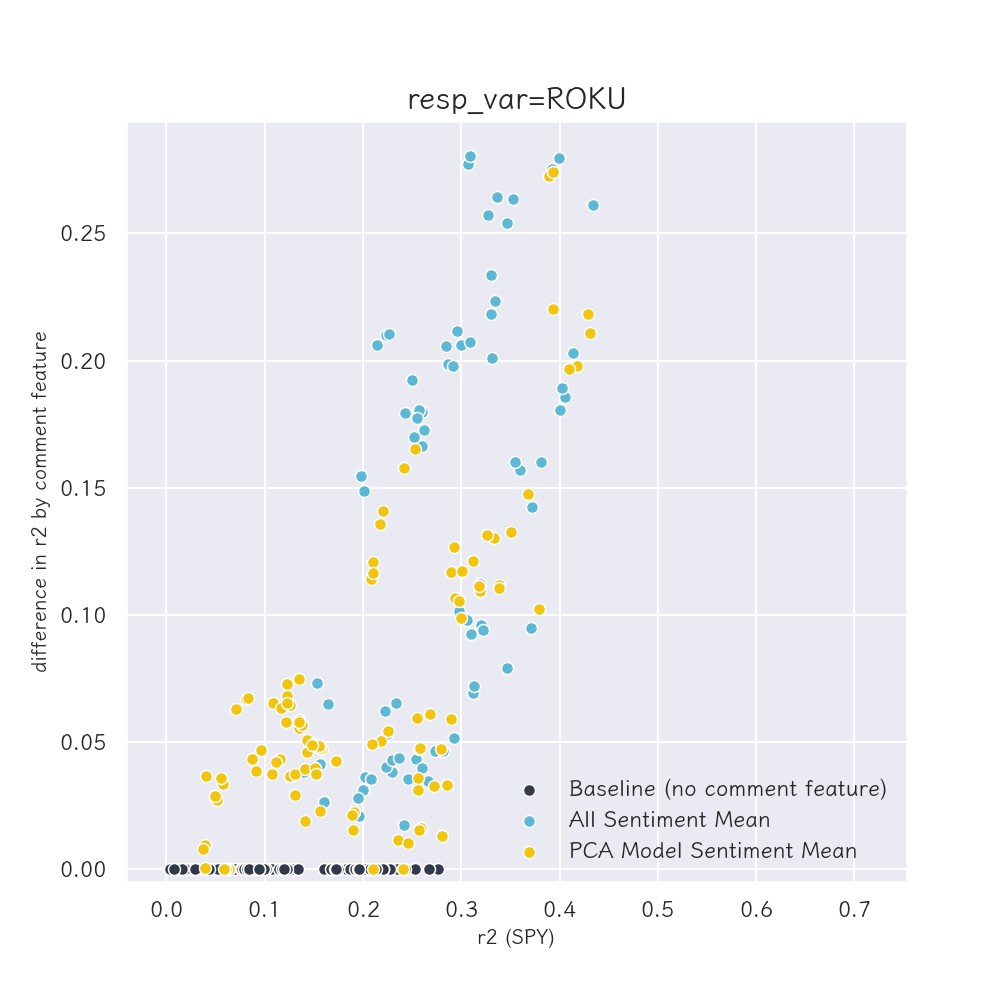 resp_var=ROKU
difference in r2 by comment feature
0.25
0.20
0.15
0.10
0.05
0.00
Baseline (no comment feature)
All Sentiment Mean
PCA Model Sentiment Mean
0.0 0.1 0.2 0.3 0.4 0.5 0.6 0.7
r2 (SPY)